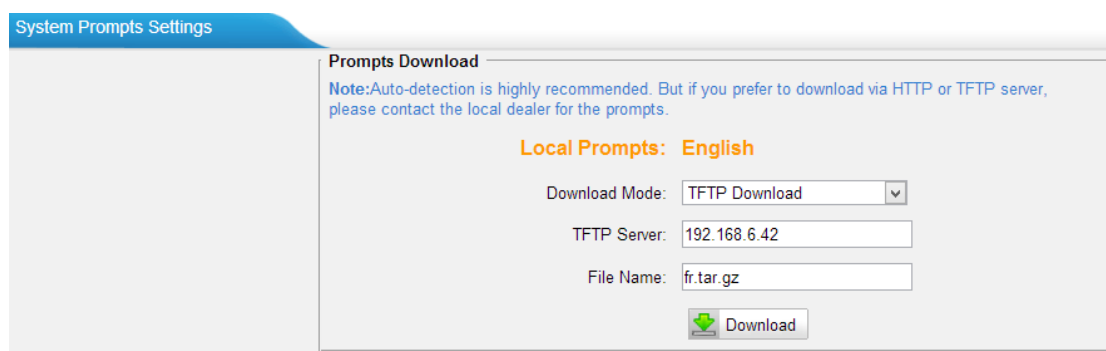 System Prompts Settings
Prompts Download
Note:Auto-detection is highly recommended. But if you prefer to download via HTTP or TFTP server,
please contact the local dealer for the prompts.
Local Prompts: English
Download Mode: TFTP Download
TFTP Server: 192.168.6.42
File Name: fr.tar.gz
Download